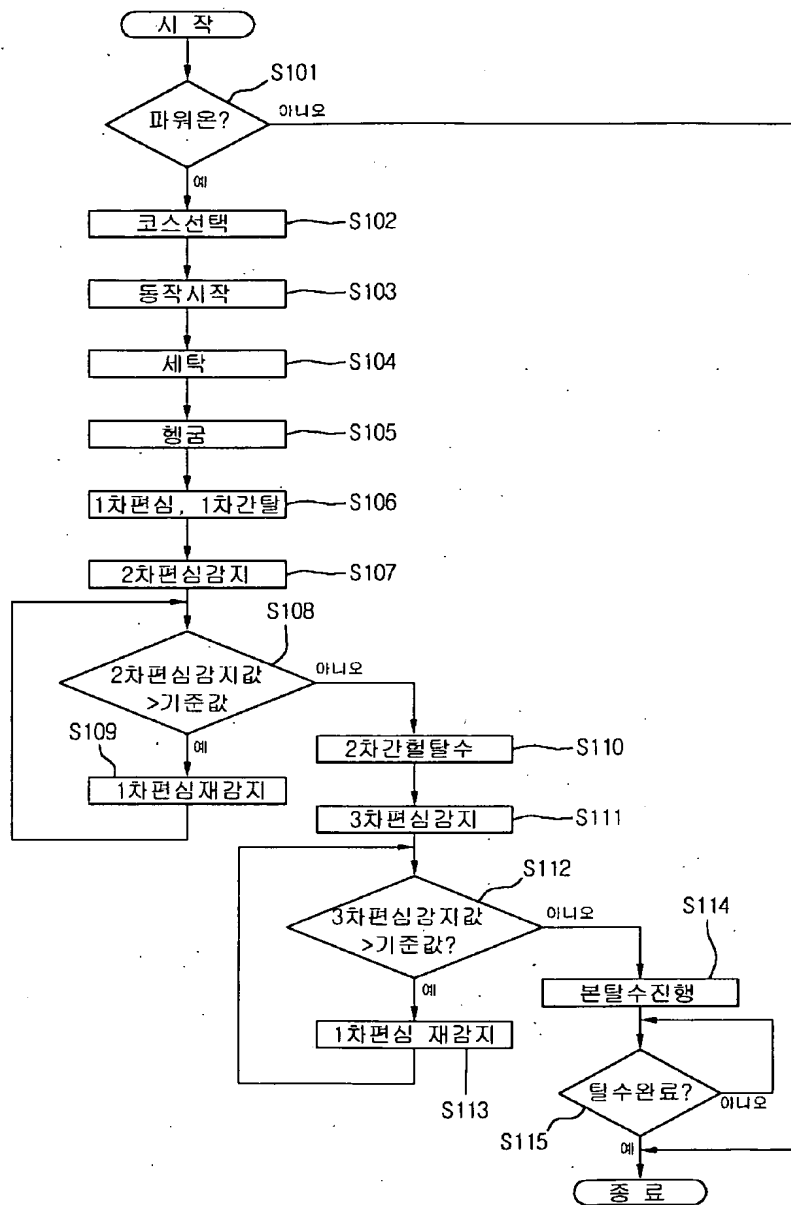 시 작
S101
파워온?
아니오
예
코스선택
S102
동작시작
S103
세탁
S104
헹굼
S105
1차편심, 1차간탈
S106
2차편심감지
S107
S108
2차편심감지값
>기준값
아니오
예
S109
1차편심재감지
2차간헐탈수
S110
3차편심감지
S111
S112
3차편심감지값
>기준값?
아니오
예
1차편심 재감지
S113
S114
본탈수진행
탈수완료?
아니오
S115
예
종 료